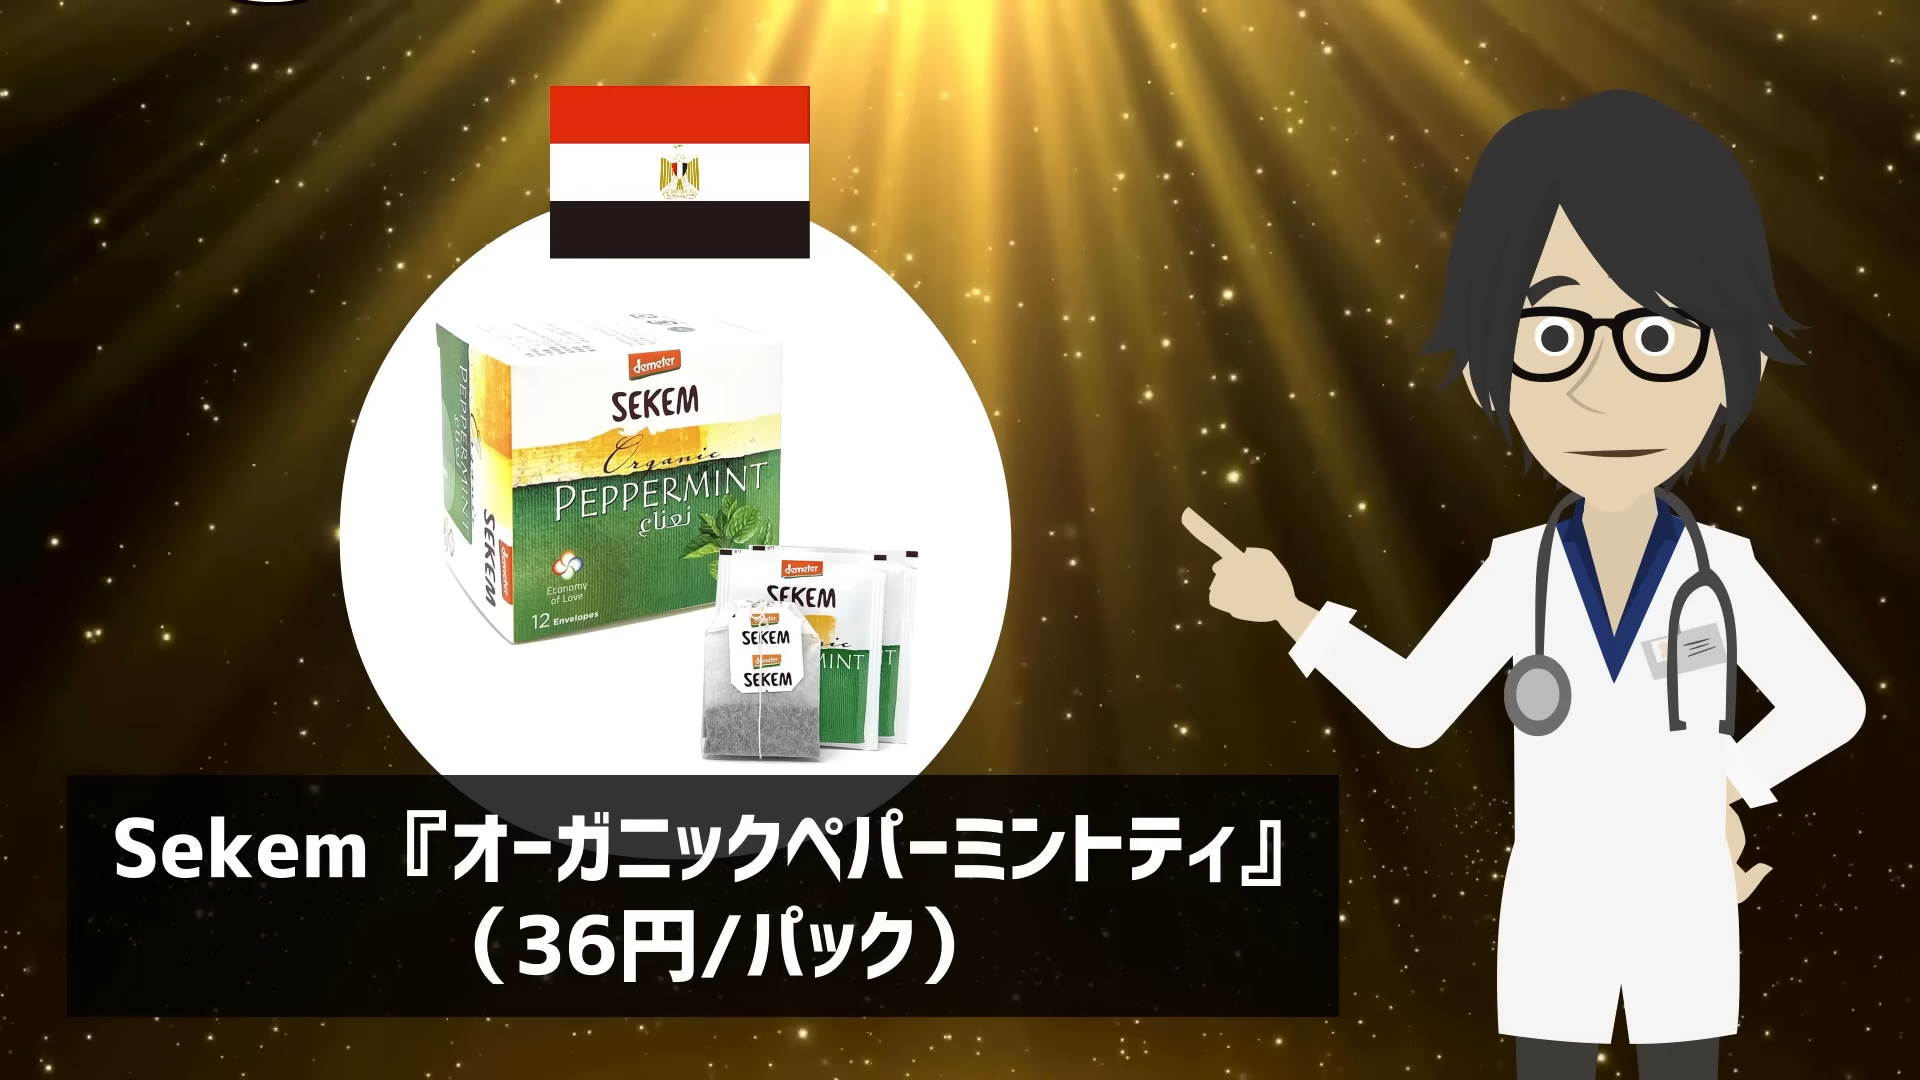 demeter
SEKEM
Organic
PEPPERMINT
نعناع
Economy
of Love
12 Envelopes
PEPPERMINT
SEKEM
demeter
demeter
SEKEM
SEKEM
SEKEM
Sekem『オーガニックペパーミントティ』
（36円/パック）